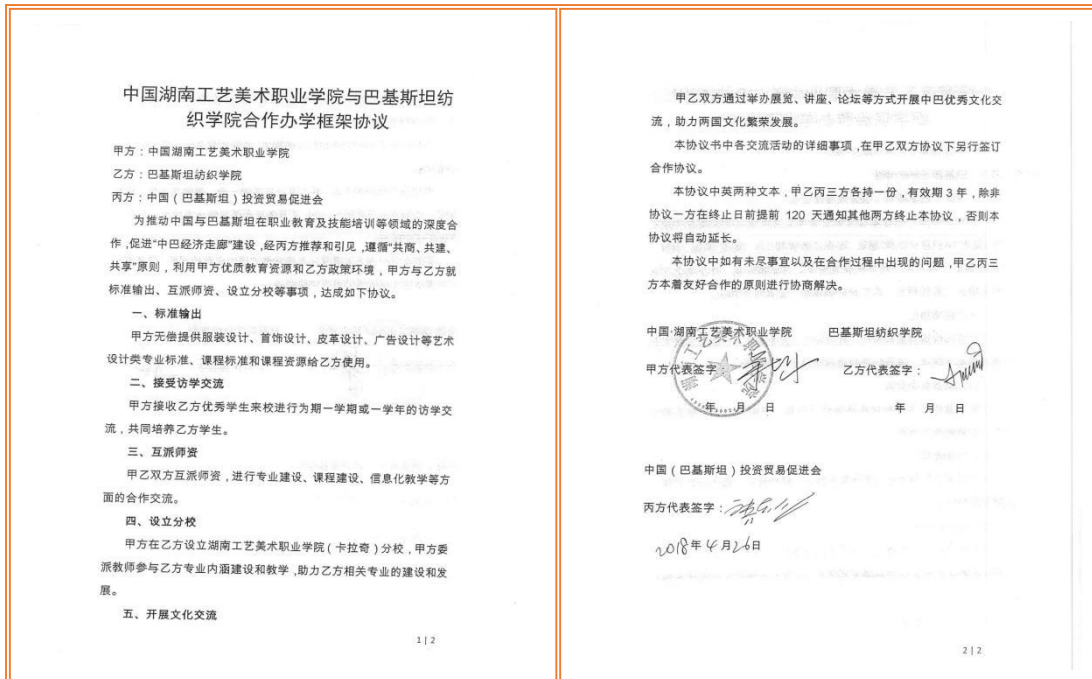 中国湖南工艺美术职业学院与巴基斯坦纺
织学院合作办学框架协议
甲方：中国湖南工艺美术职业学院
乙方：巴基斯坦纺织学院
丙方：中国（巴基斯坦）投资贸易促进会
为推动中国与巴基斯坦在职业教育及技能培训等领域的深度合
作,促进“中巴经济走廊”建设,经丙方推荐和引见,遵循“共商、共建、
共享”原则，利用甲方优质教育资源和乙方政策环境，甲方与乙方就
标准输出、互派师资、设立分校等事项，达成如下协议。
一、标准输出
甲方无偿提供服装设计、首饰设计、皮革设计、广告设计等艺术
设计类专业标准、课程标准和课程资源给乙方使用。
二、接受访学交流
甲方接收乙方优秀学生来校进行为期一学期或一学年的访学交
流，共同培养乙方学生。
三、互派师资
甲乙双方互派师资，进行专业建设、课程建设、信息化教学等方
面的合作交流。
四、设立分校
甲方在乙方设立湖南工艺美术职业学院（卡拉奇）分校，甲方委
派教师参与乙方专业内涵建设和教学,助力乙方相关专业的建设和发
展。
五、开展文化交流
1|2
甲乙双方通过举办展览、讲座、论坛等方式开展中巴优秀文化交
流，助力两国文化繁荣发展。
本协议书中各交流活动的详细事项,在甲乙双方协议下另行签订
合作协议。
本协议中英两种文本，甲乙丙三方各持一份，有效期3年，除非
协议一方在终止日前提前 120 天通知其他两方终止本协议，否则本
协议将自动延长。
本协议中如有未尽事宜以及在合作过程中出现的问题，甲乙丙三
方本着友好合作的原则进行协商解决。
中国·湖南工艺美术职业学院 巴基斯坦纺织学院
甲方代表签字： 乙方代表签字：
年 月 日 年 月 日
中国（巴基斯坦）投资贸易促进会
丙方代表签字：
2018年4月26日
2|2